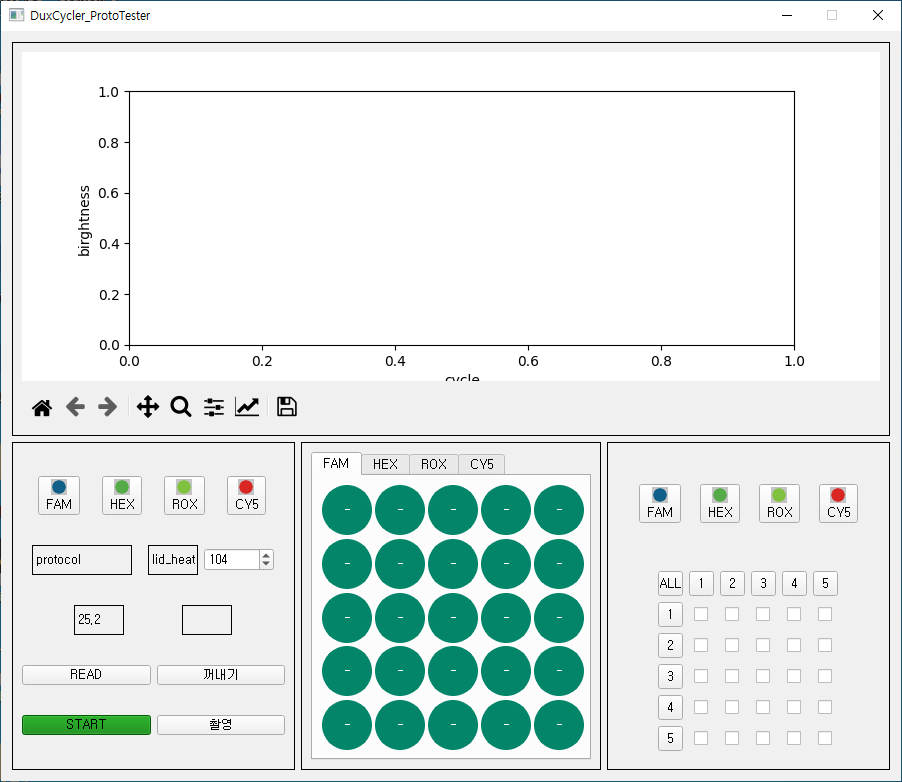 DuxCycler_ProtoTester
1.0
0.8
0.6
0.4
0.2
0.0
birghtness
0.0 0.2 0.4 0.6 0.8 1.0
cycle
FAM HEX ROX CY5
protocol lid_heat 104
25.2
READ 꺼내기
START 촬영
FAM HEX ROX CY5
- - - - -
- - - - -
- - - - -
- - - - -
- - - - -
FAM HEX ROX CY5
ALL 1 2 3 4 5
1
2
3
4
5